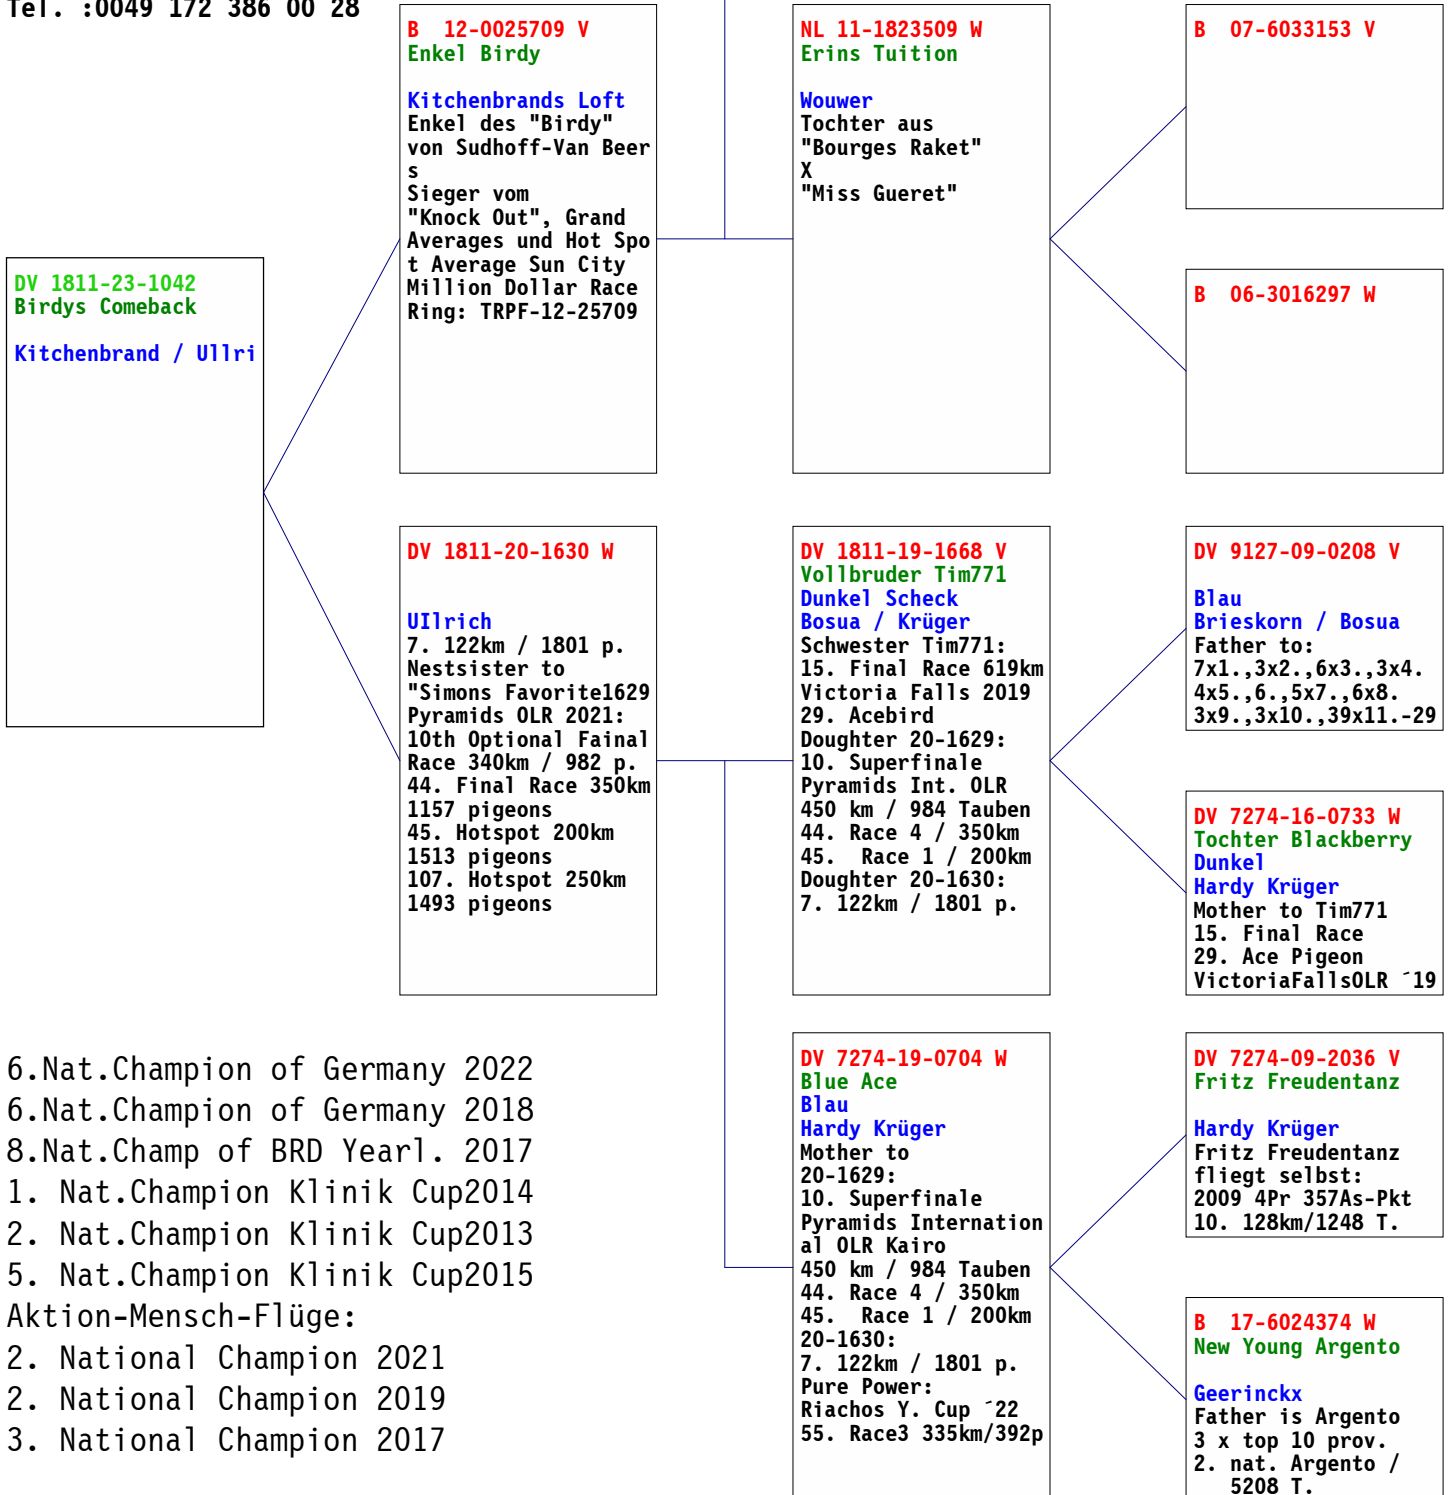 Tel. :0049 172 386 00 28
DV 1811-23-1042
Birdys Comeback
Kitchenbrand / Ullri
B  12-0025709 V
Enkel Birdy
Kitchenbrands Loft
Enkel des "Birdy"
von Sudhoff-Van Beer
s
Sieger vom
"Knock Out", Grand
Averages und Hot Spo
t Average Sun City
Million Dollar Race
Ring: TRPF-12-25709
DV 1811-20-1630 W
UIlrich
7. 122km / 1801 p.
Nestsister to
"Simons Favorite1629
Pyramids OLR 2021:
10th Optional Fainal
Race 340km / 982 p.
44. Final Race 350km
1157 pigeons
45. Hotspot 200km
1513 pigeons
107. Hotspot 250km
1493 pigeons
NL 11-1823509 W
Erins Tuition
Wouwer
Tochter aus
"Bourges Raket"
X
"Miss Gueret"
DV 1811-19-1668 V
Vollbruder Tim771
Dunkel Scheck
Bosua / Krüger
Schwester Tim771:
15. Final Race 619km
Victoria Falls 2019
29. Acebird
Doughter 20-1629:
10. Superfinale
Pyramids Int. OLR
450 km / 984 Tauben
44. Race 4 / 350km
45.  Race 1 / 200km
Doughter 20-1630:
7. 122km / 1801 p.
DV 7274-19-0704 W
Blue Ace
Blau
Hardy Krüger
Mother to
20-1629:
10. Superfinale
Pyramids Internation
al OLR Kairo
450 km / 984 Tauben
44. Race 4 / 350km
45.  Race 1 / 200km
20-1630:
7. 122km / 1801 p.
Pure Power:
Riachos Y. Cup ´22
55. Race3 335km/392p
B  07-6033153 V
B  06-3016297 W
DV 9127-09-0208 V
Blau
Brieskorn / Bosua
Father to:
7x1.,3x2.,6x3.,3x4.
4x5.,6.,5x7.,6x8.
3x9.,3x10.,39x11.-29
DV 7274-16-0733 W
Tochter Blackberry
Dunkel
Hardy Krüger
Mother to Tim771
15. Final Race
29. Ace Pigeon
VictoriaFallsOLR ´19
DV 7274-09-2036 V
Fritz Freudentanz
Hardy Krüger
Fritz Freudentanz
fliegt selbst:
2009 4Pr 357As-Pkt
10. 128km/1248 T.
B  17-6024374 W
New Young Argento
Geerinckx
Father is Argento
3 x top 10 prov.
2. nat. Argento /
5208 T.
6.Nat.Champion of Germany 2022
6.Nat.Champion of Germany 2018
8.Nat.Champ of BRD Yearl. 2017
1. Nat.Champion Klinik Cup2014
2. Nat.Champion Klinik Cup2013
5. Nat.Champion Klinik Cup2015
Aktion-Mensch-Flüge:
2. National Champion 2021
2. National Champion 2019
3. National Champion 2017